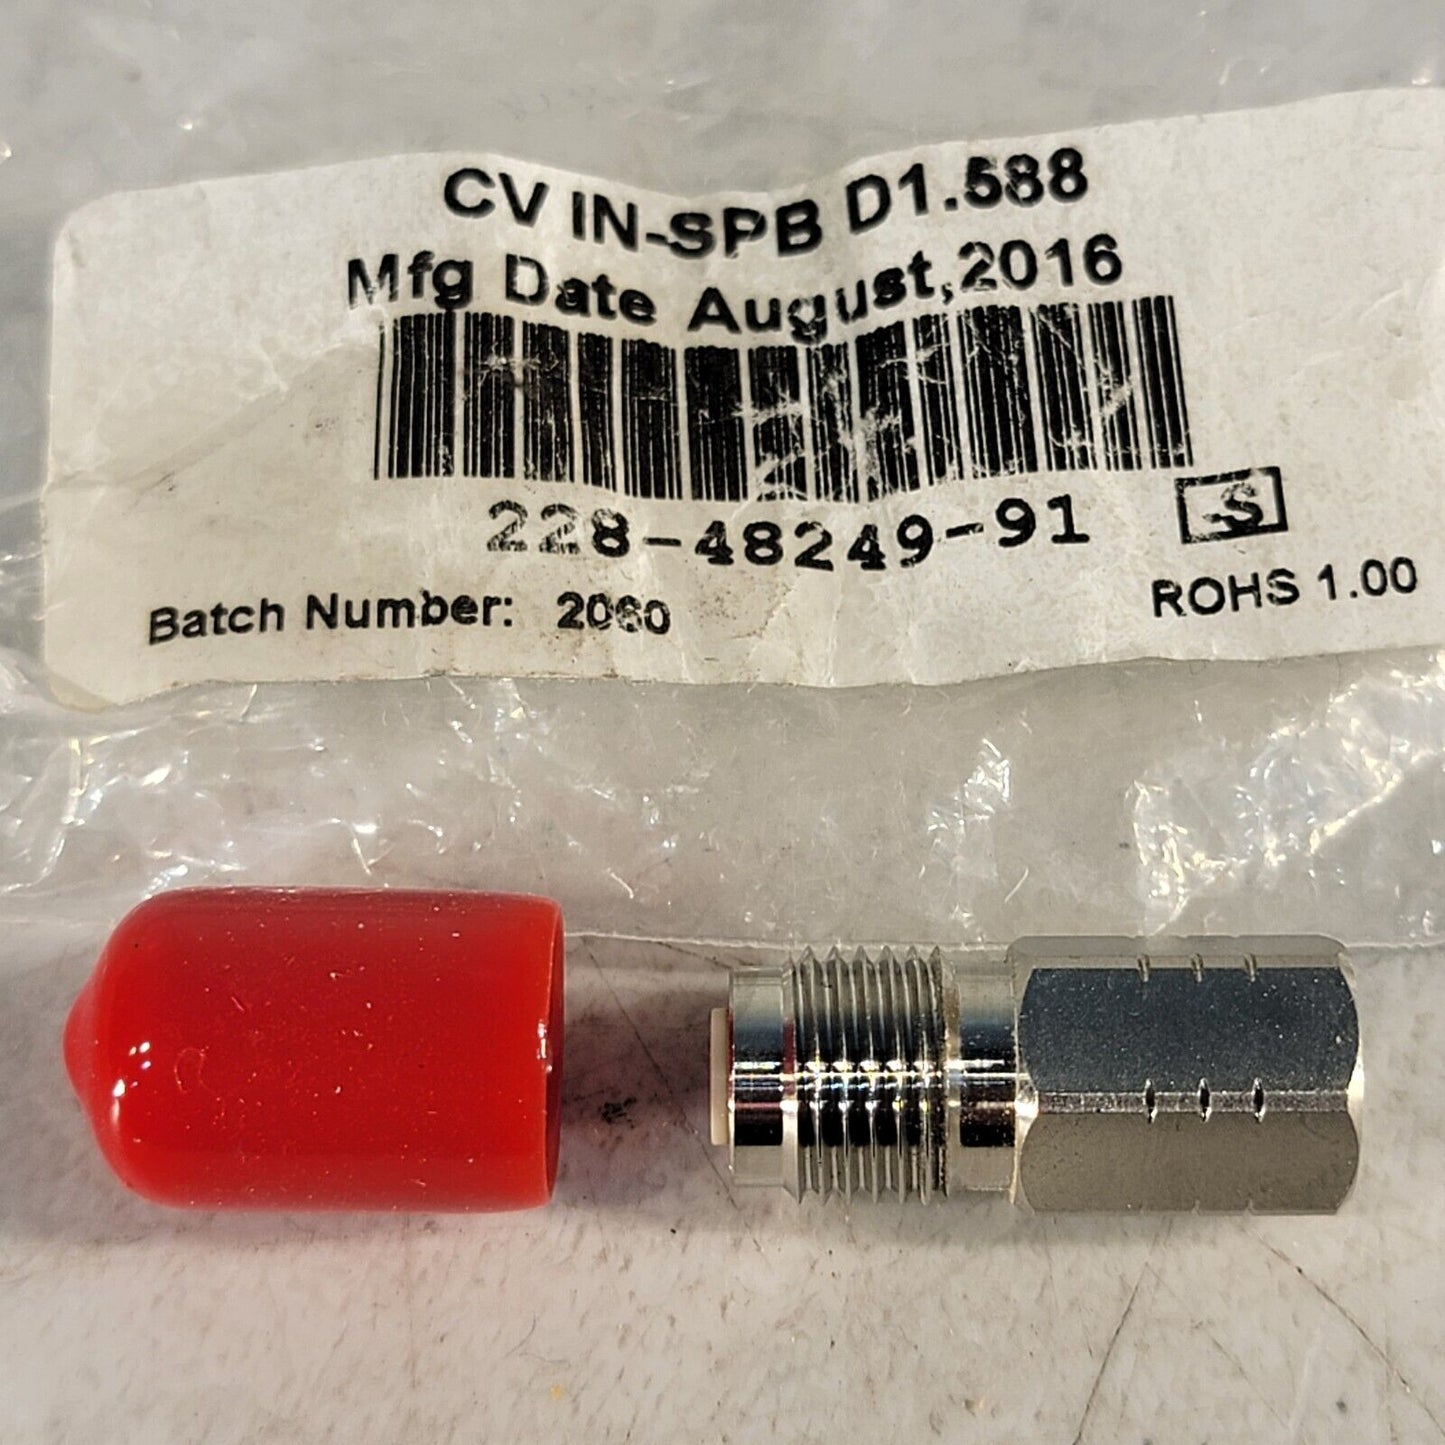 CV IN-SPB D1.588
Mfg Date August,2016
228-48249-91
S
Batch Number: 2060
ROHS 1.00